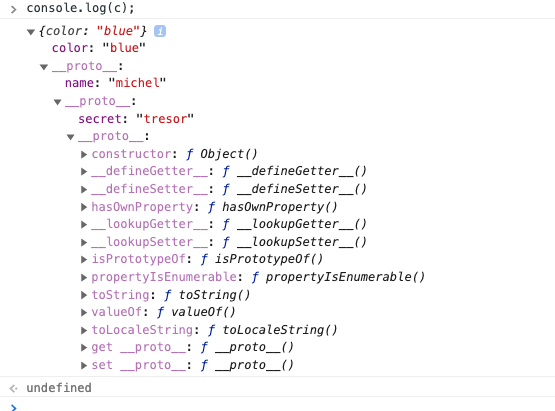 console.log(c);
{color: "blue"} i
color: "blue"
__proto__:
name: "michel"
__proto__:
secret: "tresor"
__proto__:
constructor: ƒ Object()
__defineGetter__: ƒ __defineGetter__()
__defineSetter__: ƒ __defineSetter__()
hasOwnProperty: ƒ hasOwnProperty()
__lookupGetter__: ƒ __lookupGetter__()
__lookupSetter__: ƒ __lookupSetter__()
isPrototypeOf: ƒ isPrototypeOf()
propertyIsEnumerable: ƒ propertyIsEnumerable()
toString: ƒ toString()
valueOf: ƒ valueOf()
toLocaleString: ƒ toLocaleString()
get __proto__: ƒ __proto__()
set __proto__: ƒ __proto__()
undefined